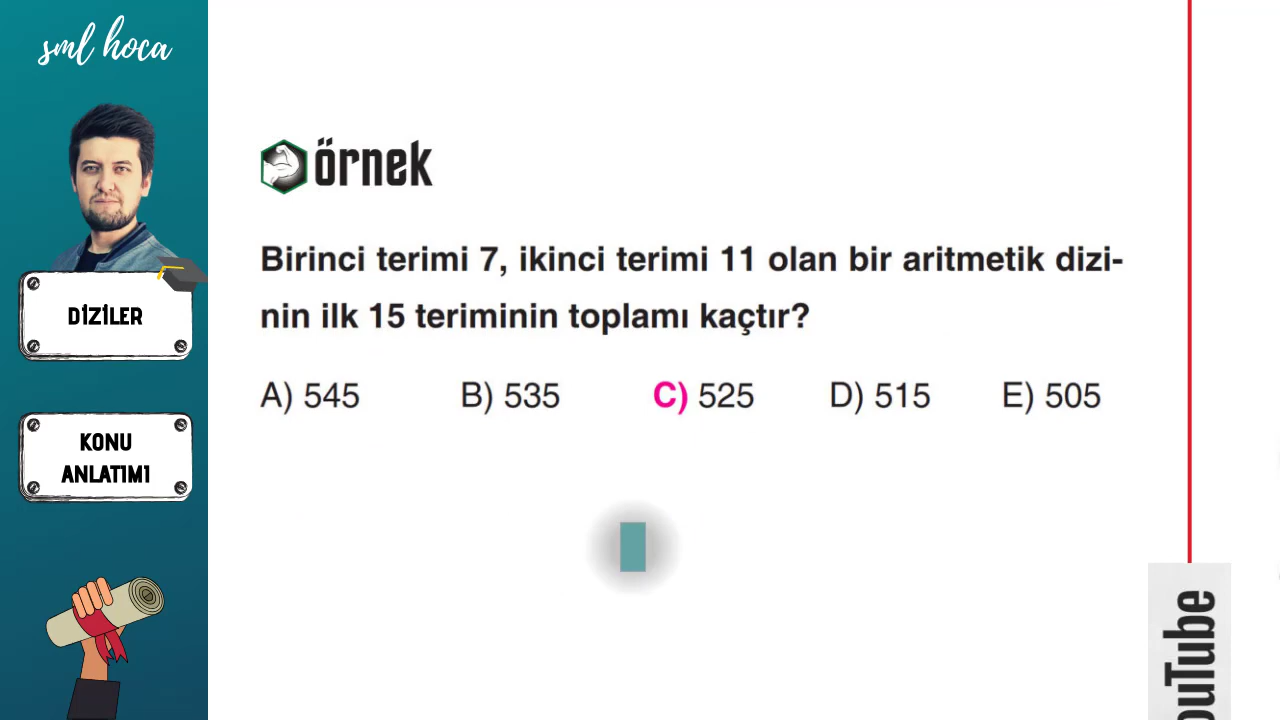 sml hoca
DİZİLER
KONU
ANLATIMI
örnek
Birinci terimi 7, ikinci terimi 11 olan bir aritmetik dizi-
nin ilk 15 teriminin toplamı kaçtır?
A) 545 B) 535 C) 525 D) 515 E) 505
ouTube